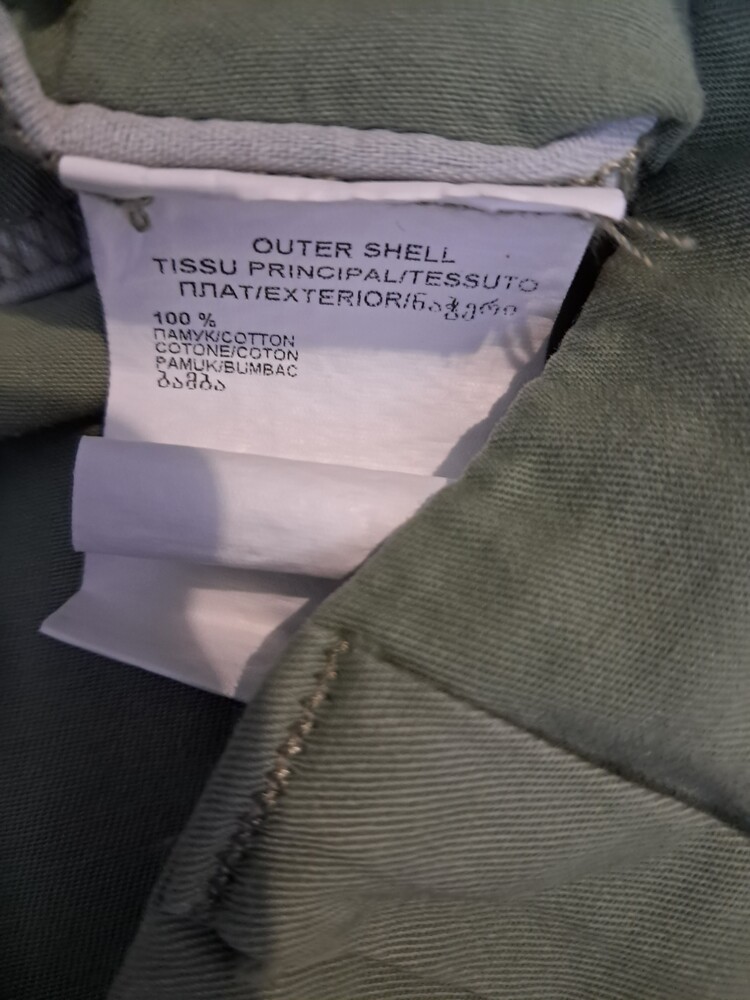 OUTER SHELL
TISSU PRINCIPAL/TESSUTO
ПЛАТ/EXTERIOR/ნაჭერი
100 %
ПАМУК/COTTON
COTONE/COTON
PAMUK/BUMBAC
ბამბა